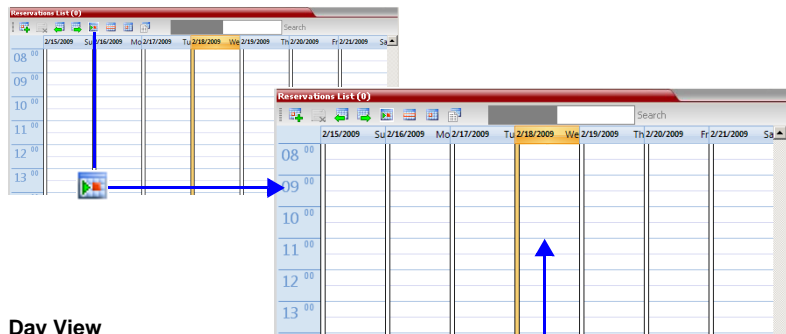 Reservations List (0)
Search
2/15/2009 Su 2/16/2009 Mo 2/17/2009 Tu 2/18/2009 We 2/19/2009 Th 2/20/2009 Fr 2/21/2009 Sa
08 00
09 00
10 00
11 00
12 00
13 00
Reservations List (0)
Search
2/15/2009 Su 2/16/2009 Mo 2/17/2009 Tu 2/18/2009 We 2/19/2009 Th 2/20/2009 Fr 2/21/2009 Sa
08 00
09 00
10 00
11 00
12 00
13 00
Day View